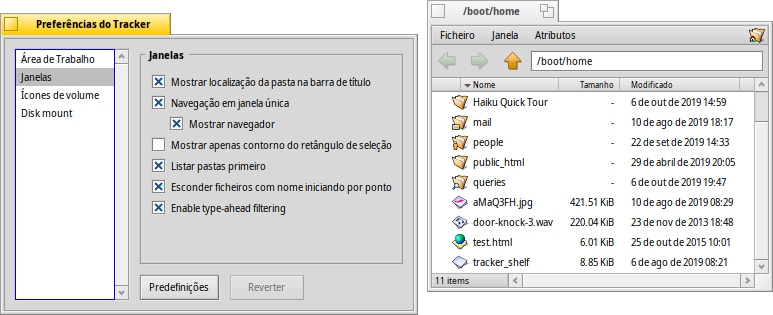 Preferências do Tracker
Área de Trabalho
Janelas
Ícones de volume
Disk mount
Janelas
Mostrar localização da pasta na barra de título
Navegação em janela única
Mostrar navegador
Mostrar apenas contorno do retângulo de seleção
Listar pastas primeiro
Esconder ficheiros com nome iniciando por ponto
Enable type-ahead filtering
Predefinições
Reverter
/boot/home
Ficheiro Janela Atributos
/boot/home
Nome Tamanho Modificado
Haiku Quick Tour - 6 de out de 2019 14:59
mail - 10 de ago de 2019 18:17
people - 22 de set de 2019 14:33
public_html - 29 de abril de 2019 20:05
queries - 6 de out de 2019 19:47
aMaQ3FH.jpg 421.51 KiB 10 de ago de 2019 08:29
door-knock-3.wav 220.04 KiB 23 de nov de 2013 18:48
test.html 6.01 KiB 25 de out de 2015 10:01
tracker_shelf 8.85 KiB 6 de ago de 2019 08:21
11 items